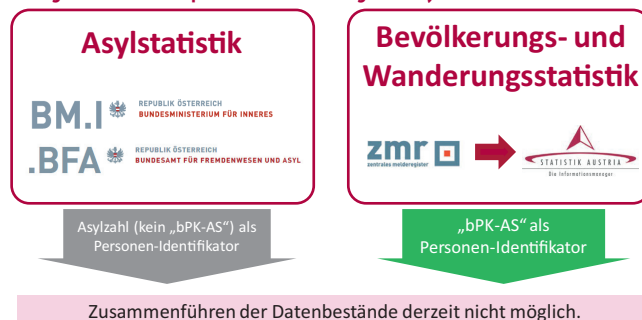 Asylstatistik
BM.I
REPUBLIK ÖSTERREICH
BUNDESMINISTERIUM FÜR INNERES
.BFA
REPUBLIK ÖSTERREICH
BUNDESAMT FÜR FREMDENWESEN UND ASYL
Asylzahl (kein „bPK-AS“) als
Personen-Identifikator
Bevölkerungs- und
Wanderungsstatistik
zmr
zentrales melderegister
STATISTIK AUSTRIA
Die Informationsmanager
„bPK-AS“ als
Personen-Identifikator
Zusammenführen der Datenbestände derzeit nicht möglich.